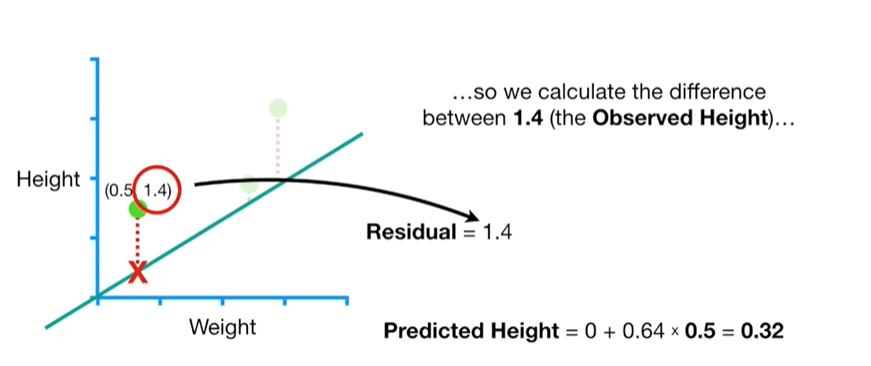 …so we calculate the difference
between 1.4 (the Observed Height)…
Height
(0.5, 1.4)
Residual = 1.4
Weight
Predicted Height = 0 + 0.64 × 0.5 = 0.32